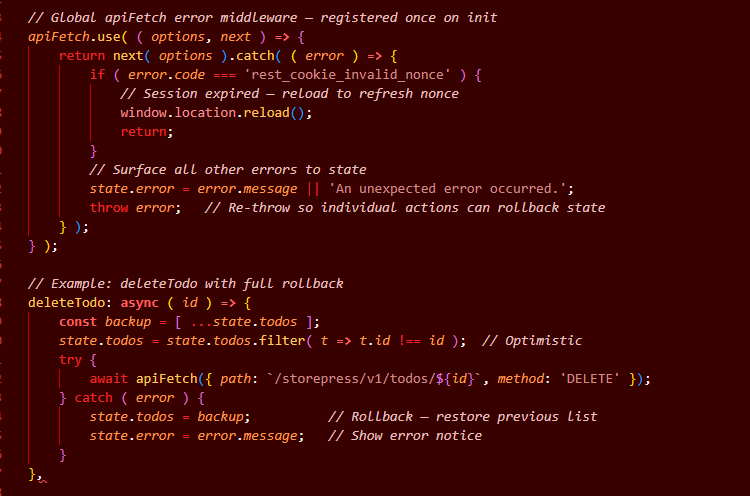 // Global apiFetch error middleware — registered once on init
apiFetch.use( ( options, next ) => {
    return next( options ).catch( ( error ) => {
        if ( error.code === 'rest_cookie_invalid_nonce' ) {
            // Session expired — reload to refresh nonce
            window.location.reload();
            return;
        }
        // Surface all other errors to state
        state.error = error.message || 'An unexpected error occurred.';
        throw error;   // Re-throw so individual actions can rollback state
    } );
} );

// Example: deleteTodo with full rollback
deleteTodo: async ( id ) => {
    const backup = [ ...state.todos ];
    state.todos = state.todos.filter( t => t.id !== id );  // Optimistic
    try {
        await apiFetch({ path: `/storepress/v1/todos/${id}`, method: 'DELETE' });
    } catch ( error ) {
        state.todos = backup;          // Rollback — restore previous list
        state.error = error.message;   // Show error notice
    }
},